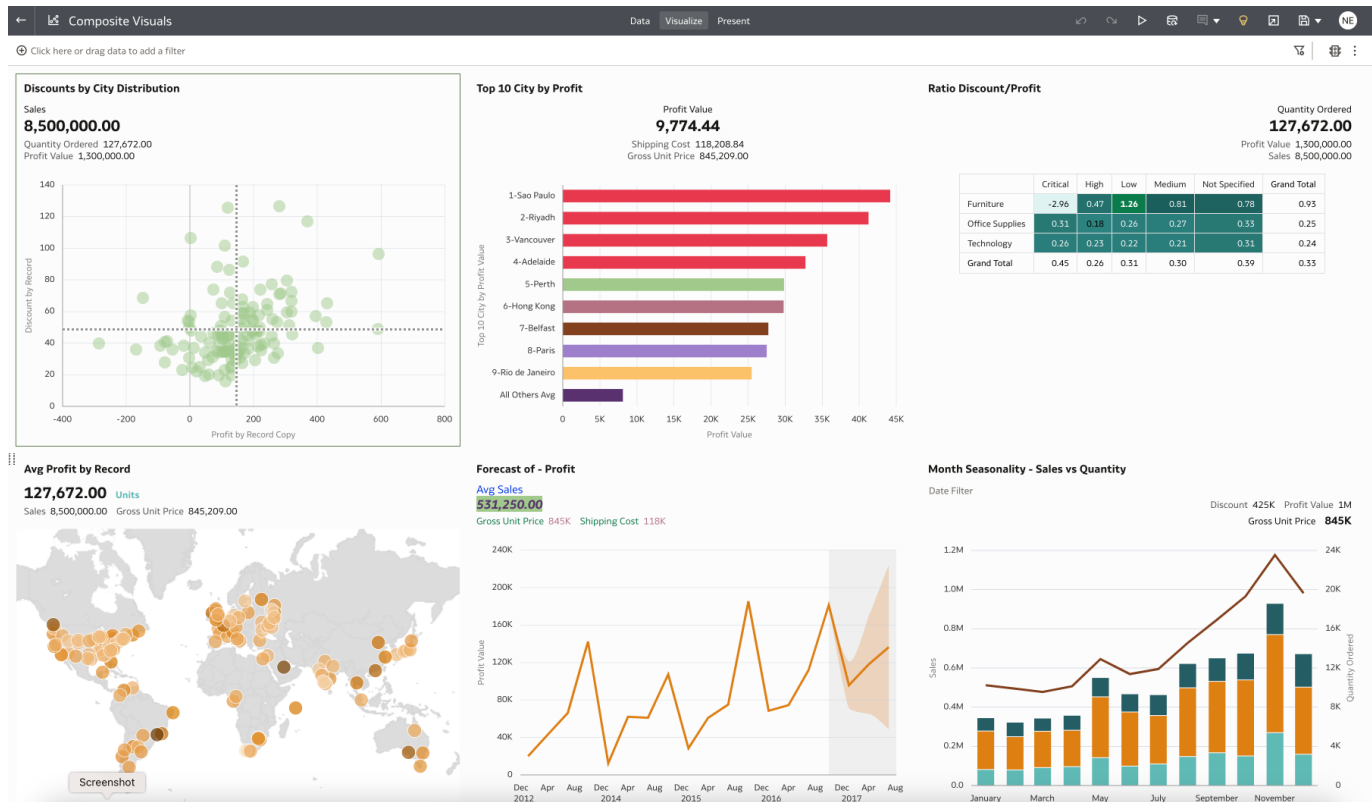 Composite Visuals
Data Visualize Present
NE
Click here or drag data to add a filter
Discounts by City Distribution
Sales
8,500,000.00
Quantity Ordered 127,672.00
Profit Value 1,300,000.00
140
120
100
80
60
40
20
0
Discount by Record
-400 -200 0 200 400 600 800
Profit by Record Copy
Top 10 City by Profit
Profit Value
9,774.44
Shipping Cost 118,208.84
Gross Unit Price 845,209.00
Top 10 City by Profit Value
1-Sao Paulo
2-Riyadh
3-Vancouver
4-Adelaide
5-Perth
6-Hong Kong
7-Belfast
8-Paris
9-Rio de Janeiro
All Others Avg
0 5K 10K 15K 20K 25K 30K 35K 40K 45K
Profit Value
Ratio Discount/Profit
Quantity Ordered
127,672.00
Profit Value 1,300,000.00
Sales 8,500,000.00
Critical High Low Medium Not Specified Grand Total
Furniture -2.96 0.47 1.26 0.81 0.78 0.93
Office Supplies 0.31 0.18 0.26 0.27 0.33 0.25
Technology 0.26 0.23 0.22 0.21 0.31 0.24
Grand Total 0.45 0.26 0.31 0.30 0.39 0.33
Avg Profit by Record
127,672.00 Units
Sales 8,500,000.00 Gross Unit Price 845,209.00
Screenshot
Forecast of - Profit
Avg Sales
531,250.00
Gross Unit Price 845K Shipping Cost 118K
240K
200K
160K
120K
80K
40K
0
Profit Value
Dec Apr Aug Dec Apr Aug Dec Apr Aug Dec Apr Aug Dec Apr Aug
2012 2014 2015 2016 2017
Month Seasonality - Sales vs Quantity
Date Filter
Discount 425K Profit Value 1M
Gross Unit Price 845K
1.2M
1.0M
0.8M
0.6M
0.4M
0.2M
0.0
Sales
24K
20K
16K
12K
8K
4K
0
Quantity Ordered
January March May July September November